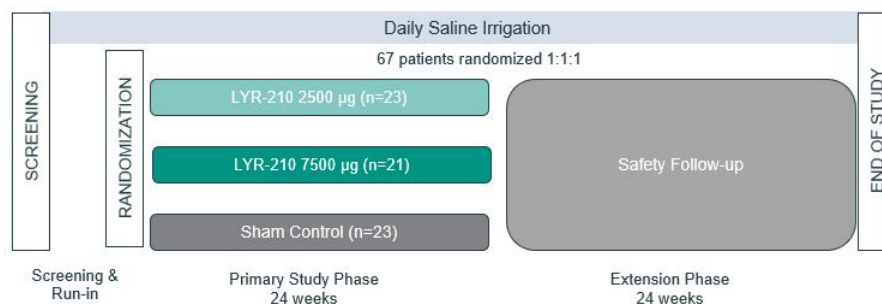 Daily Saline Irrigation
67 patients randomized 1:1:1
SCREENING
RANDOMIZATION
LYR-210 2500 µg (n=23)
LYR-210 7500 µg (n=21)
Sham Control (n=23)
Safety Follow-up
END OF STUDY
Screening &
Run-in
Primary Study Phase
24 weeks
Extension Phase
24 weeks